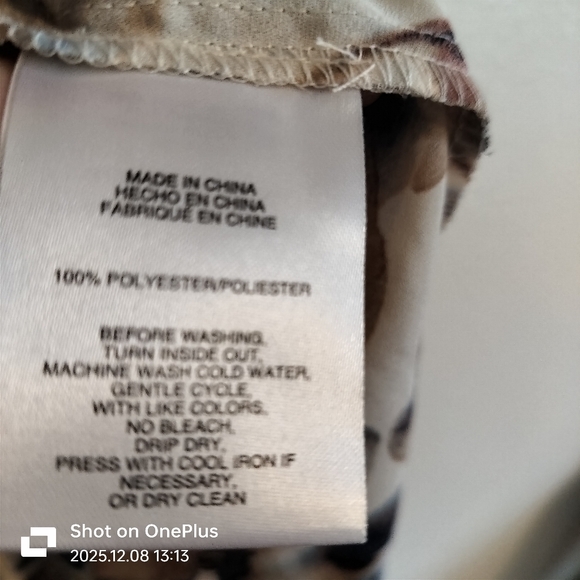 MADE IN CHINA
HECHO EN CHINA
FABRIQUÉ EN CHINE
100% POLYESTER/POLIESTER
BEFORE WASHING,
TURN INSIDE OUT,
MACHINE WASH COLD WATER,
GENTLE CYCLE,
WITH LIKE COLORS,
NO BLEACH,
DRIP DRY,
PRESS WITH COOL IRON IF
NECESSARY,
OR DRY CLEAN
Shot on OnePlus
2025.12.08 13:13